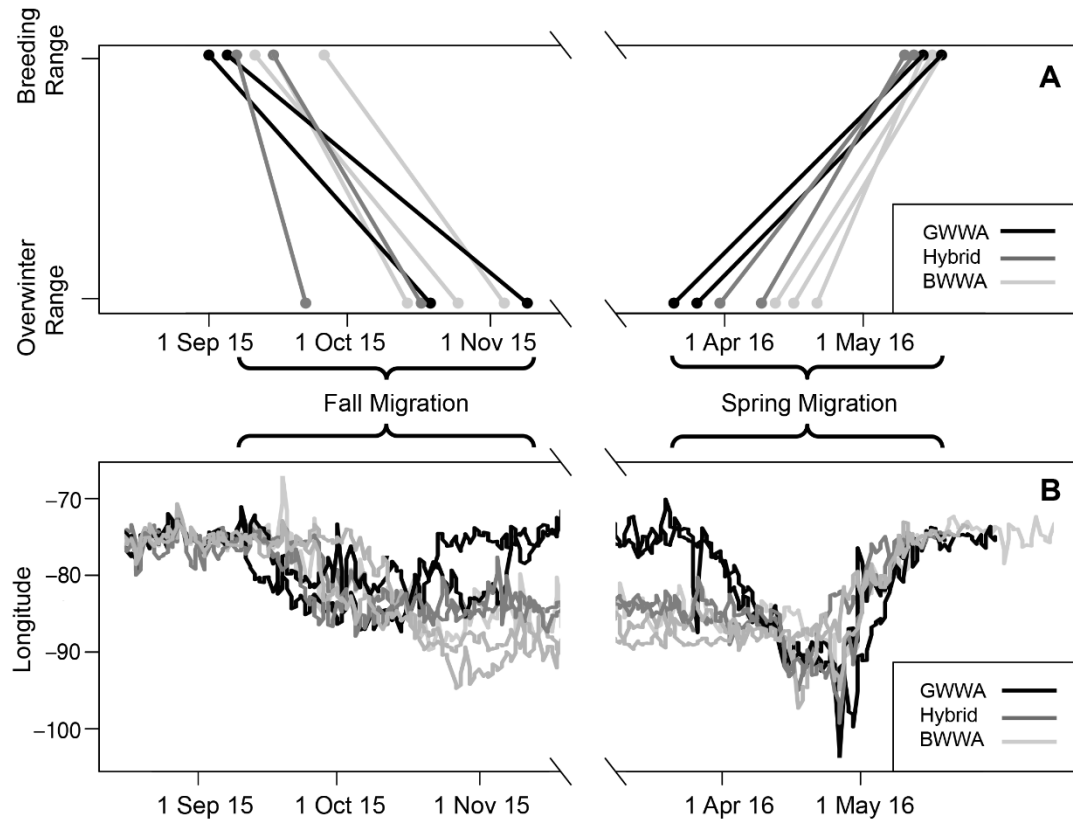 Breeding
Range
Overwinter
Range
A
GWWA
Hybrid
BWWA
1 Sep 15
1 Oct 15
1 Nov 15
1 Apr 16
1 May 16
Fall Migration
Spring Migration
B
Longitude
−70
−80
−90
−100
GWWA
Hybrid
BWWA
1 Sep 15
1 Oct 15
1 Nov 15
1 Apr 16
1 May 16